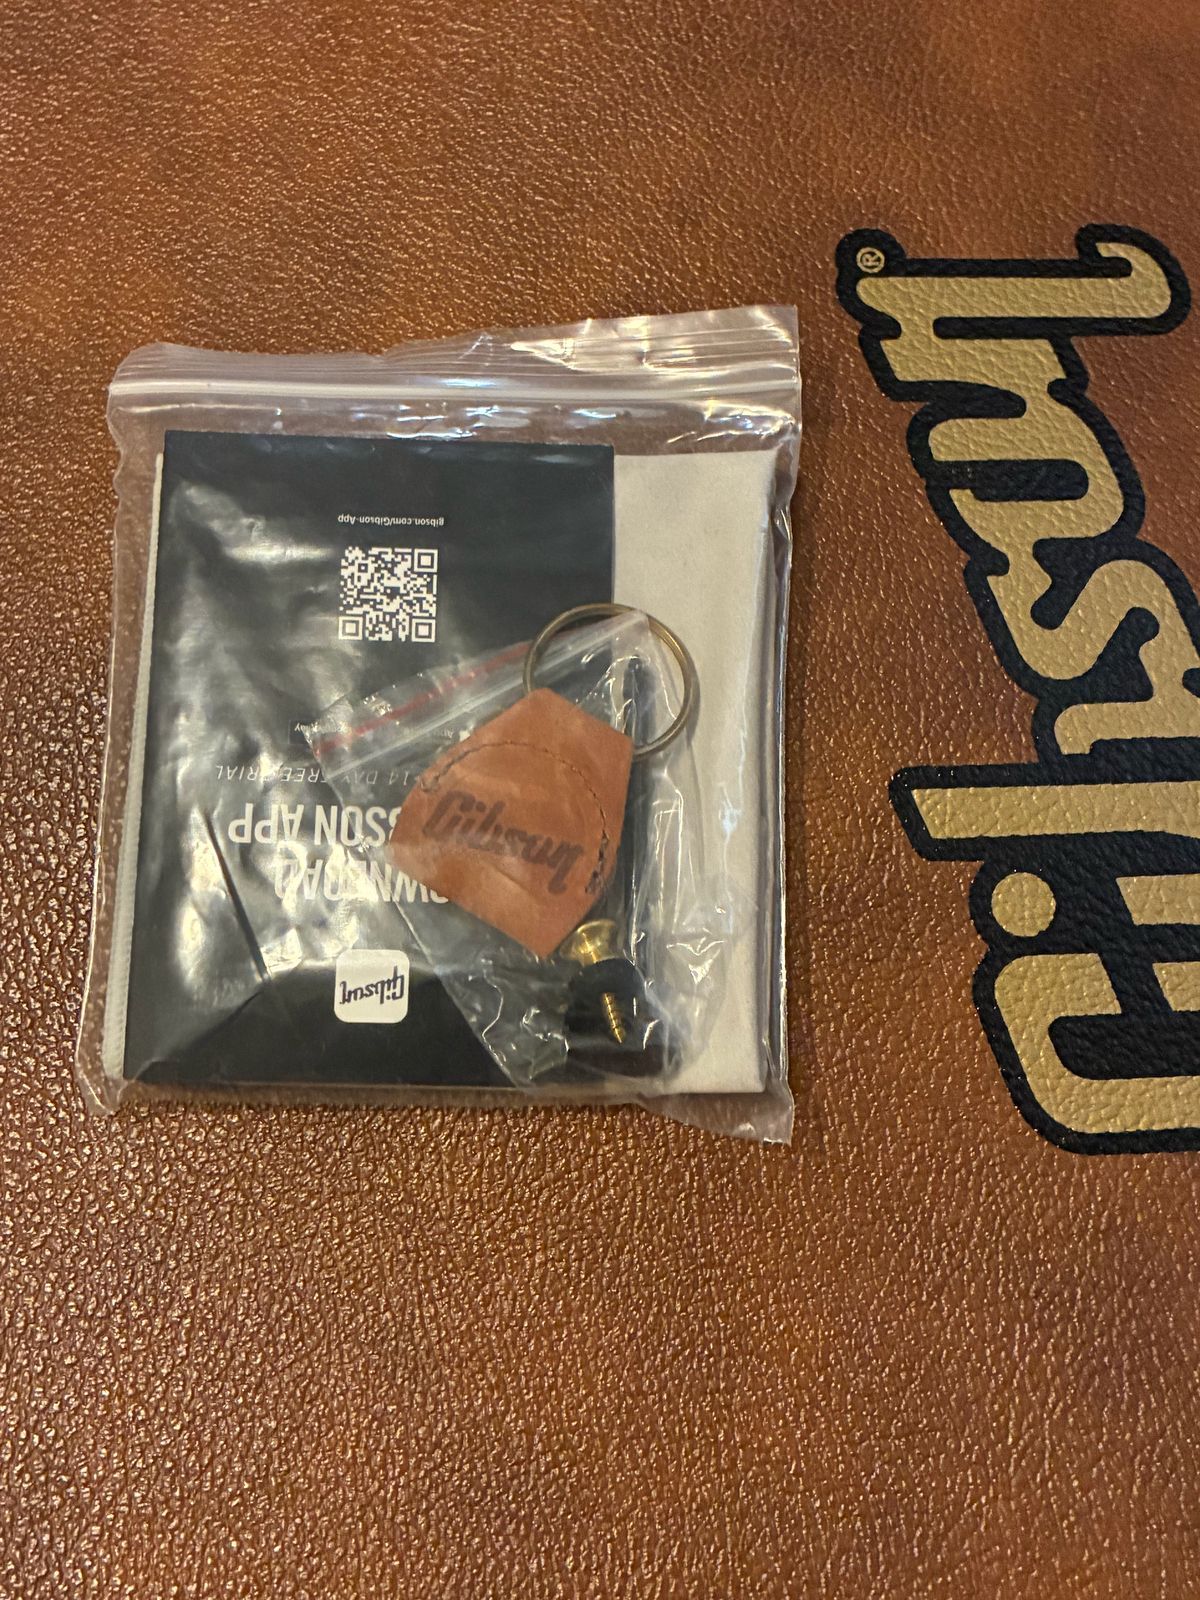 Gibson
®
Gibson
DOWNLOAD
GIBSON APP
14 DAY FREE TRIAL
gibson.com/Gibson-App
Gibson